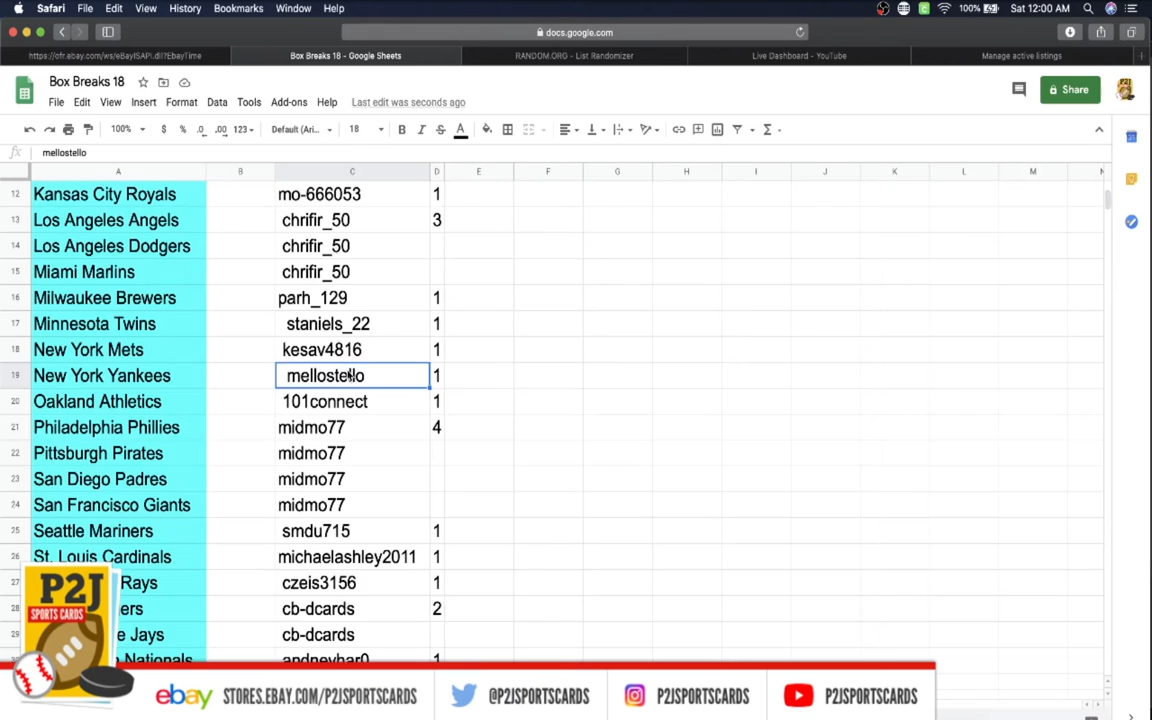 Safari File Edit View History Bookmarks Window Help 100% Sat 12:00 AM
docs.google.com
https://ofr.ebay.com/ws/eBayISAPI.dll?EbayTime Box Breaks 18 - Google Sheets RANDOM.ORG - List Randomizer Live Dashboard - YouTube Manage active listings
Box Breaks 18
File Edit View Insert Format Data Tools Add-ons Help Last edit was seconds ago Share
100% $ % .0 .00 123 Default (Ari... 18 B I S A
fx mellostello
A B C D E F G H I J K L M
12 Kansas City Royals mo-666053 1
13 Los Angeles Angels chrifir_50 3
14 Los Angeles Dodgers chrifir_50
15 Miami Marlins chrifir_50
16 Milwaukee Brewers parh_129 1
17 Minnesota Twins staniels_22 1
18 New York Mets kesav4816 1
19 New York Yankees mellostello 1
20 Oakland Athletics 101connect 1
21 Philadelphia Phillies midmo77 4
22 Pittsburgh Pirates midmo77
23 San Diego Padres midmo77
24 San Francisco Giants midmo77
25 Seattle Mariners smdu715 1
26 St. Louis Cardinals michaelashley2011 1
27 Rays czeis3156 1
28 ers cb-dcards 2
29 e Jays cb-dcards
Nationals andneyhar0 1
P2J
SPORTS CARDS
ebay STORES.EBAY.COM/P2JSPORTSCARDS @P2JSPORTSCARDS P2JSPORTSCARDS P2JSPORTSCARDS